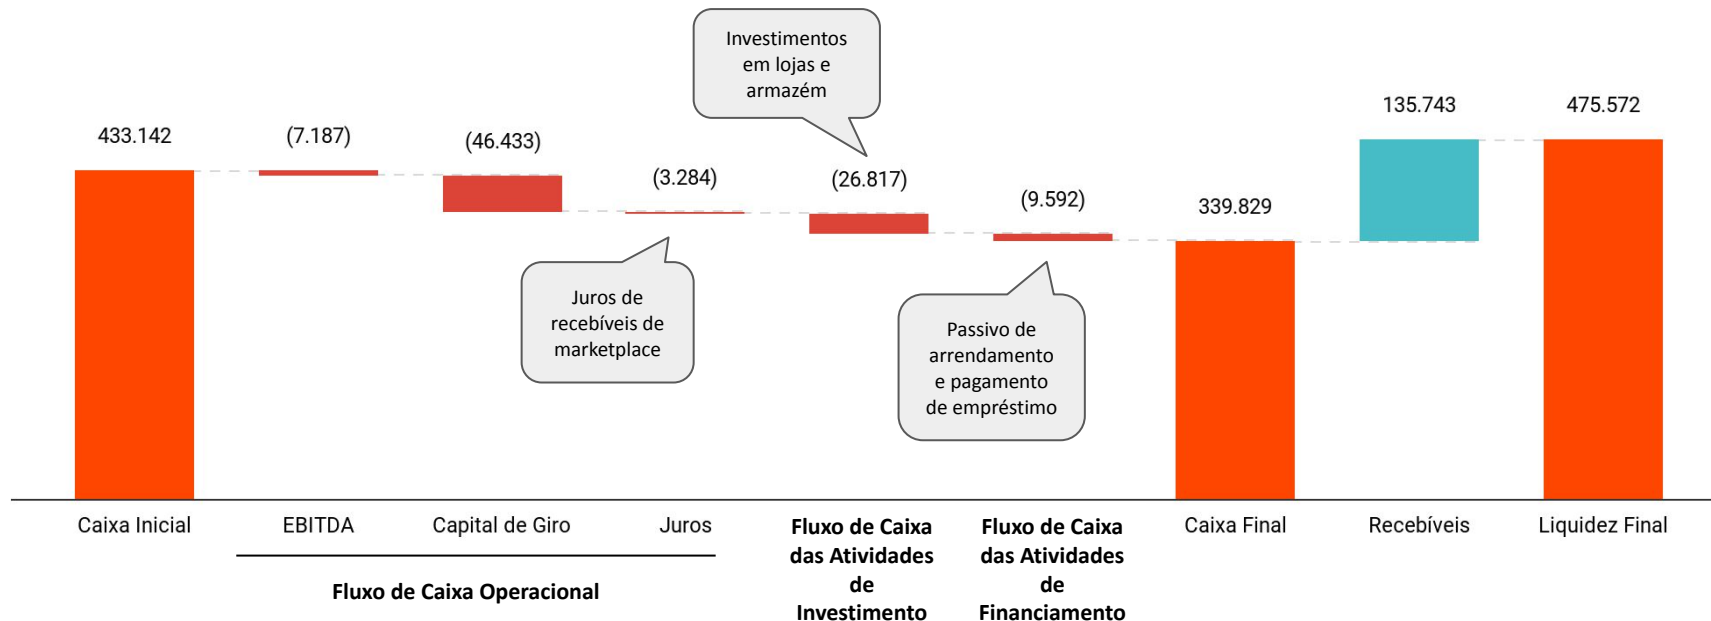 Investimentos
em lojas e
armazém
433.142
(7.187)
(46.433)
(3.284)
(26.817)
(9.592)
339.829
135.743
475.572
Juros de
recebíveis de
marketplace
Passivo de
arrendamento
e pagamento
de empréstimo
Caixa Inicial
EBITDA
Capital de Giro
Juros
Fluxo de Caixa
das Atividades
de
Investimento
Fluxo de Caixa
das Atividades
de
Financiamento
Caixa Final
Recebíveis
Liquidez Final
Fluxo de Caixa Operacional